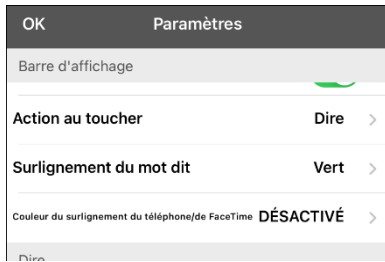 OK Paramètres
Barre d'affichage
Action au toucher Dire
Surlignement du mot dit Vert
Couleur du surlignement du téléphone/de FaceTime DÉSACTIVÉ
Dire